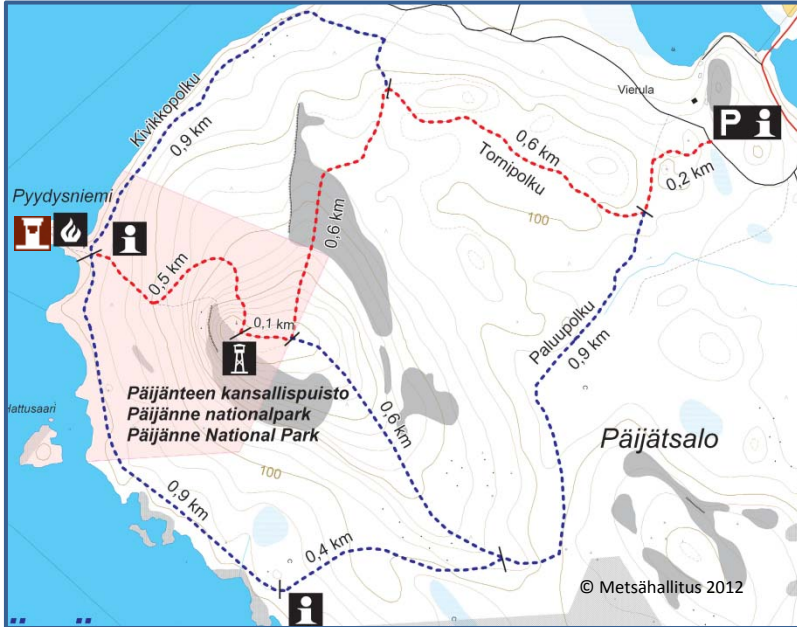 Vierula
Kivikkopolku
0,9 km
P i
0,6 km
Tornipolku
0,2 km
Pyydysniemi
i
100
0,6 km
0,5 km
0,1 km
Paluupolku
0,9 km
Päijänteen kansallispuisto
Päijänne nationalpark
Päijänne National Park
attusaari
0,6 km
Päijätsalo
100
0,9 km
0,4 km
© Metsähallitus 2012
i